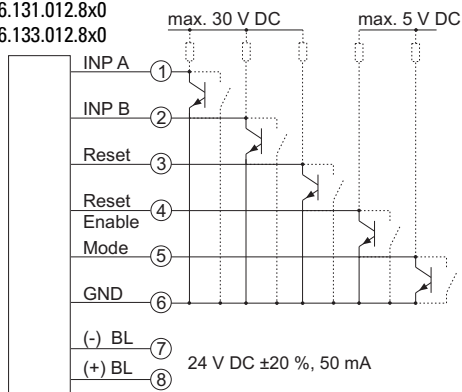 6.131.012.8x0
6.133.012.8x0
max. 30 V DC
max. 5 V DC
INP A
1
INP B
2
Reset
3
Reset
Enable
4
Mode
5
GND
6
(-) BL
7
24 V DC ±20 %, 50 mA
(+) BL
8